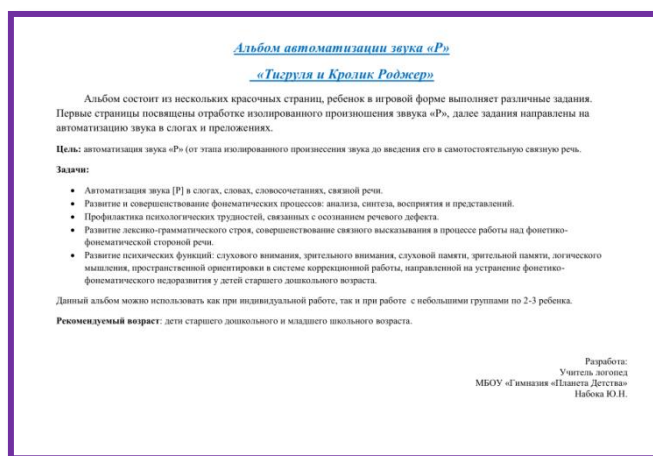 Альбом автоматизации звука «Р»
«Тигруля и Кролик Роджер»
Альбом состоит из нескольких красочных страниц, ребенок в игровой форме выполняет различные задания.
Первые страницы посвящены отработке изолированного произношения зввука «Р», далее задания направлены на
автоматизацию звука в слогах и преложениях.
Цель: автоматизация звука «Р» (от этапа изолированного произнесения звука до введения его в самотостоятельную связную речь.
Задачи:
• Автоматизация звука [Р] в слогах, словах, словосочетаниях, связной речи.
• Развитие и совершенствование фонематических процессов: анализа, синтеза, восприятия и представлений.
• Профилактика психологических трудностей, связанных с осознанием речевого дефекта.
• Развитие лексико-грамматического строя, совершенствование связного высказывания в процессе работы над фонетико-
фонематической стороной речи.
• Развитие психических функций: слухового внимания, зрительного внимания, слуховой памяти, зрительной памяти, логического
мышления, пространственной ориентировки в системе коррекционной работы, направленной на устранение фонетико-
фонематического недоразвития у детей старшего дошкольного возраста.
Данный альбом можно использовать как при индивидуальной работе, так и при работе с небольшими группами по 2-3 ребенка.
Рекомендуемый возраст: дети старшего дошкольного и младшего школьного возраста.
Разработа:
Учитель логопед
МБОУ «Гимназия «Планета Детства»
Набока Ю.Н.